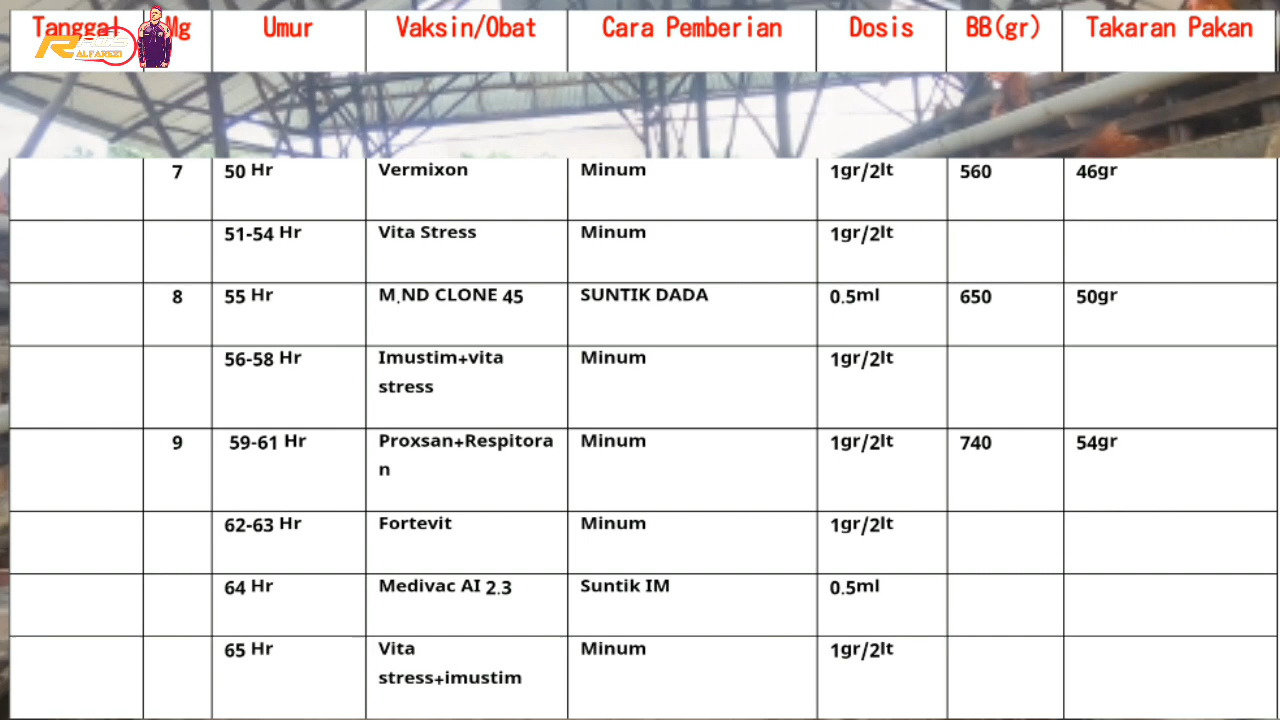 Tanggal Mg Umur Vaksin/Obat Cara Pemberian Dosis BB(gr) Takaran Pakan
ALFAREZI
7 50 Hr Vermixon Minum 1gr/2lt 560 46gr
51-54 Hr Vita Stress Minum 1gr/2lt
8 55 Hr M.ND CLONE 45 SUNTIK DADA 0.5ml 650 50gr
56-58 Hr Imustim+vita Minum 1gr/2lt
stress
9 59-61 Hr Proxsan+Respitora Minum 1gr/2lt 740 54gr
n
62-63 Hr Fortevit Minum 1gr/2lt
64 Hr Medivac AI 2.3 Suntik IM 0.5ml
65 Hr Vita Minum 1gr/2lt
stress+imustim